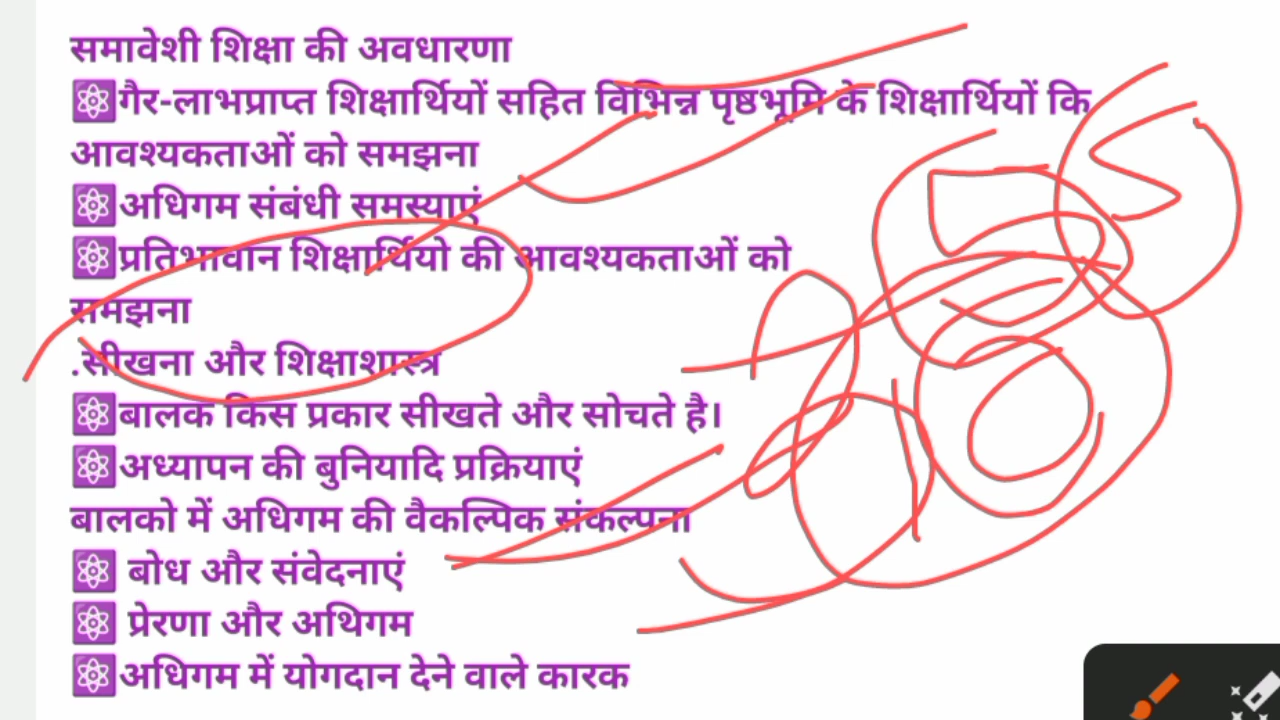 समावेशी शिक्षा की अवधारणा
⚛गैर-लाभप्राप्त शिक्षार्थियों सहित विभिन्न पृष्ठभूमि के शिक्षार्थियों कि
आवश्यकताओं को समझना
⚛अधिगम संबंधी समस्याएं
⚛प्रतिभावान शिक्षार्थियो की आवश्यकताओं को
समझना
.सीखना और शिक्षाशास्त्र
⚛बालक किस प्रकार सीखते और सोचते है।
⚛अध्यापन की बुनियादि प्रक्रियाएं
बालको में अधिगम की वैकल्पिक संकल्पना
⚛ बोध और संवेदनाएं
⚛ प्रेरणा और अथिगम
⚛अधिगम में योगदान देने वाले कारक